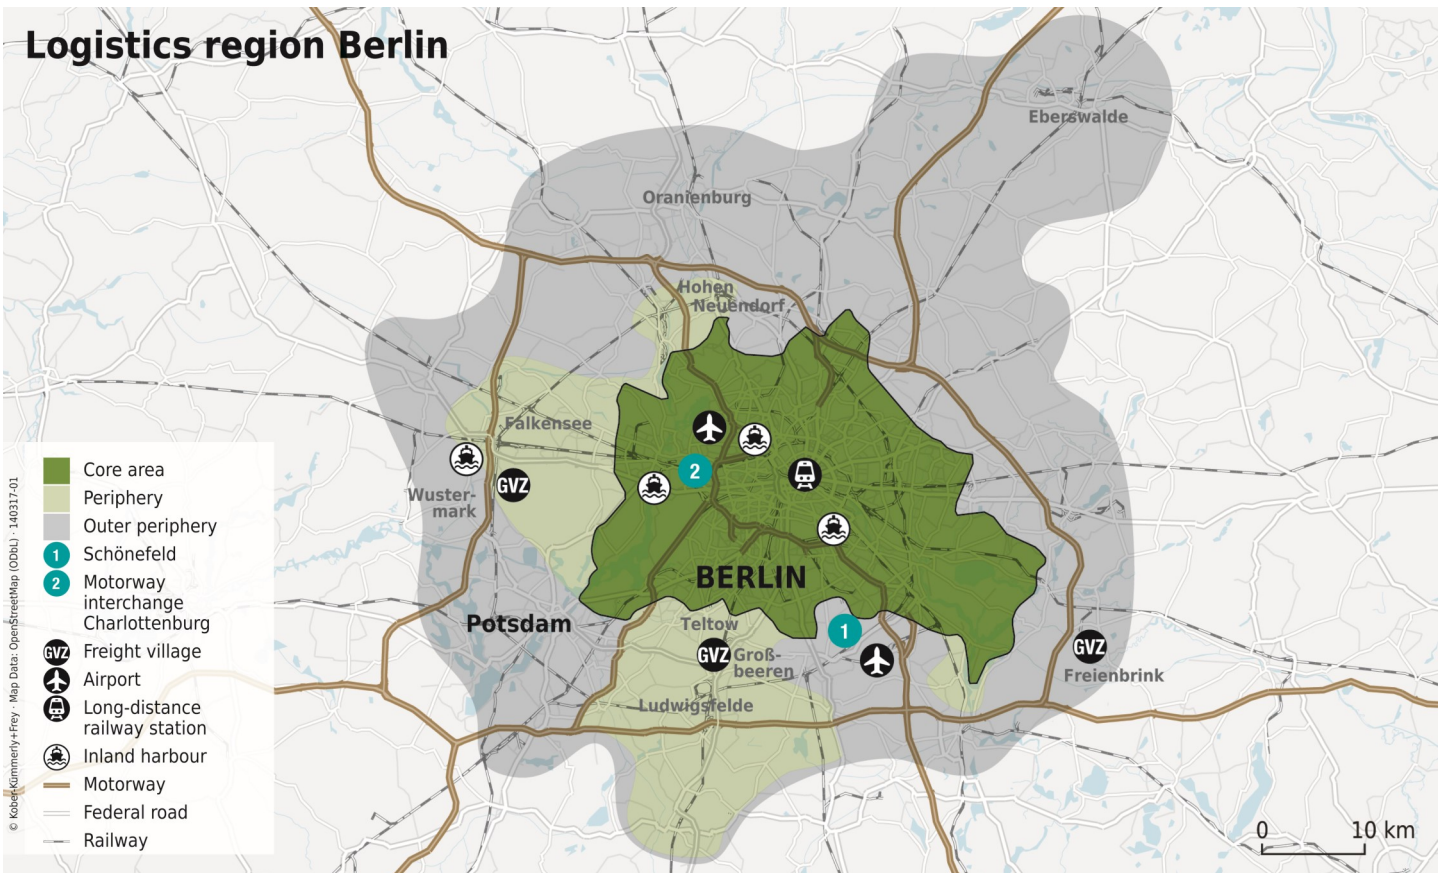 Logistics region Berlin
Eberswalde
Oranienburg
Hohen
Neuendorf
Falkensee
2
GVZ
Wuster-
mark
BERLIN
Potsdam
Teltow
1
GVZ
Groß-
beeren
GVZ
Freienbrink
Ludwigsfelde
Core area
Periphery
Outer periphery
1 Schönefeld
2 Motorway
interchange
Charlottenburg
GVZ Freight village
Airport
Long-distance
railway station
Inland harbour
Motorway
Federal road
Railway
0 10 km
© Kober-Kümmerly+Frey · Map Data: OpenStreetMap (ODbL) · 1403317-01